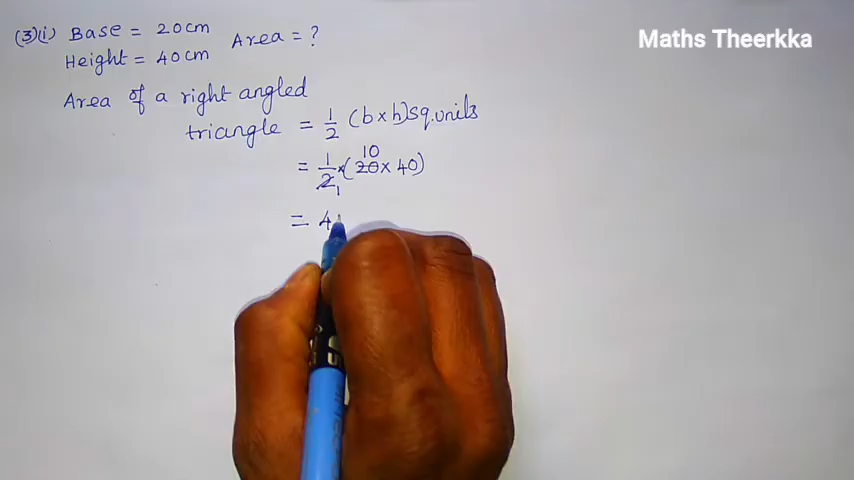 (3)(i) Base = 20cm
Height = 40cm Area = ?
Maths Theerkka
Area of a right angled
triangle = 1/2 (b × h) sq.units
= 1/2 × (20 × 40)
10
1
= 4